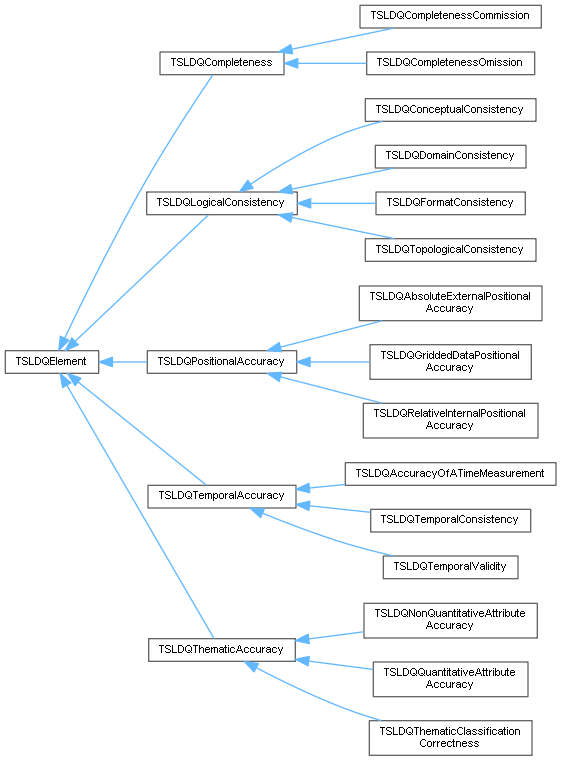 TSLDQCompletenessCommission
TSLDQCompleteness
TSLDQCompletenessOmission
TSLDQConceptualConsistency
TSLDQDomainConsistency
TSLDQLogicalConsistency
TSLDQFormatConsistency
TSLDQTopologicalConsistency
TSLDQAbsoluteExternalPositional
Accuracy
TSLDQElement
TSLDQPositionalAccuracy
TSLDQGriddedDataPositional
Accuracy
TSLDQRelativeInternalPositional
Accuracy
TSLDQAccuracyOfATimeMeasurement
TSLDQTemporalAccuracy
TSLDQTemporalConsistency
TSLDQTemporalValidity
TSLDQNonQuantitativeAttribute
Accuracy
TSLDQThematicAccuracy
TSLDQQuantitativeAttribute
Accuracy
TSLDQThematicClassification
Correctness